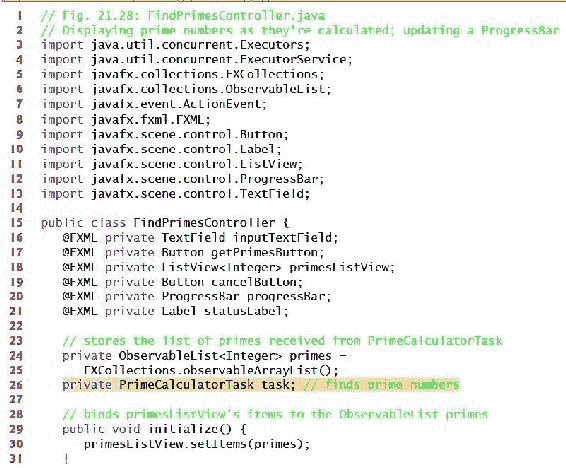 1 // Fig. 21.28: FindPrimesController.java
2 // Displaying prime numbers as they're calculated; updating a ProgressBar
3 import java.util.concurrent.Executors;
4 import java.util.concurrent.ExecutorService;
5 import javafx.collections.FXCollections;
6 import javafx.collections.ObservableList;
7 import javafx.event.ActionEvent;
8 import javafx.fxml.FXML;
9 import javafx.scene.control.Button;
10 import javafx.scene.control.Label;
11 import javafx.scene.control.ListView;
12 import javafx.scene.control.ProgressBar;
13 import javafx.scene.control.TextField;
14
15 public class FindPrimesController {
16 @FXML private TextField inputTextField;
17 @FXML private Button getPrimesButton;
18 @FXML private ListView<Integer> primesListView;
19 @FXML private Button cancelButton;
20 @FXML private ProgressBar progressBar;
21 @FXML private Label statusLabel;
22
23 // stores the list of primes received from PrimeCalculatorTask
24 private ObservableList<Integer> primes =
25 FXCollections.observableArrayList();
26 private PrimeCalculatorTask task; // finds prime numbers
27
28 // binds primesListView's items to the ObservableList primes
29 public void initialize() {
30 primesListView.setItems(primes);
31 }